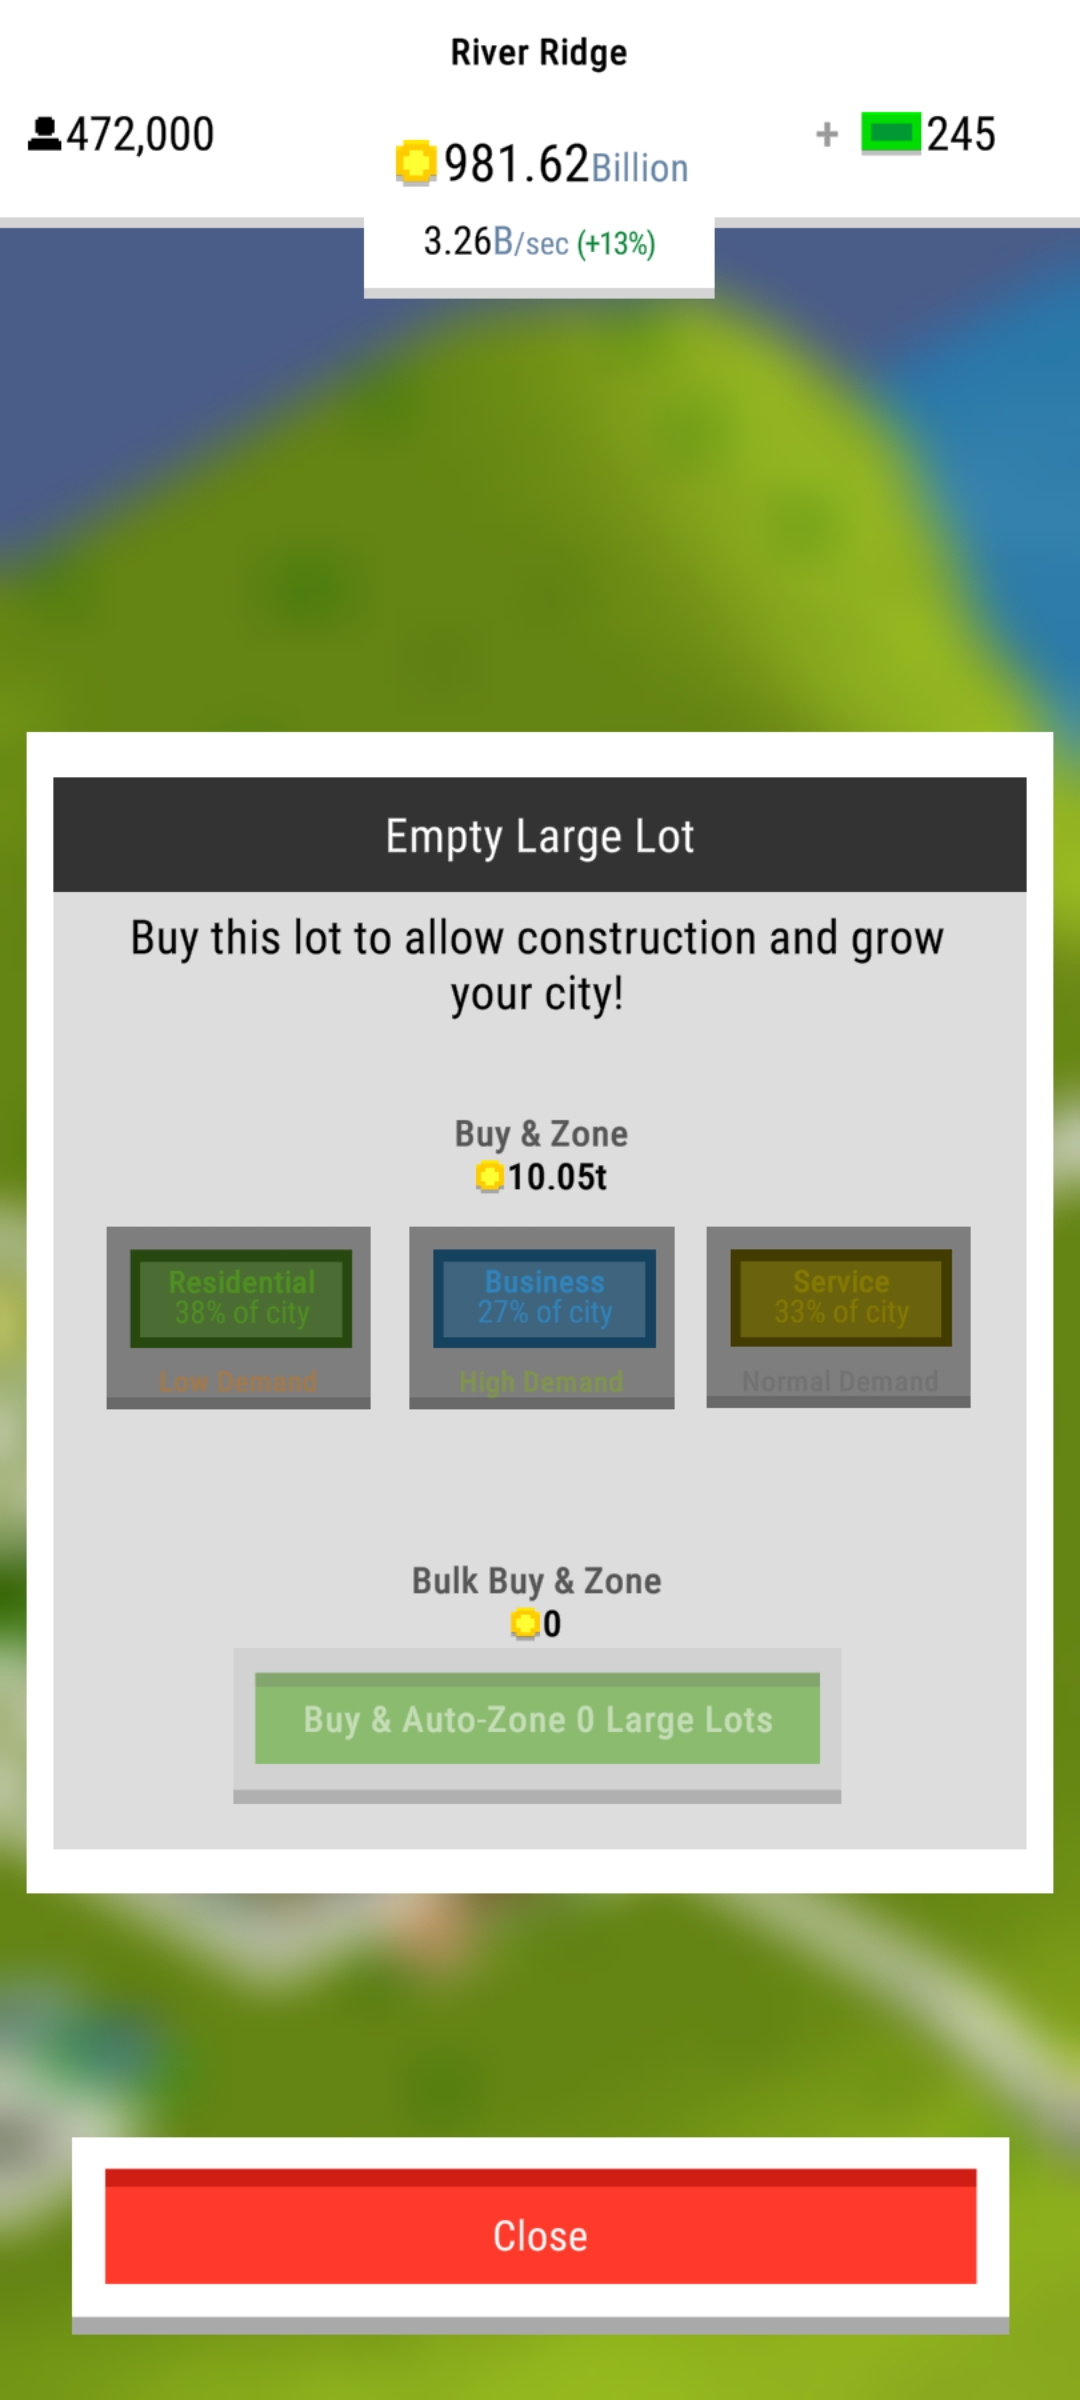 River Ridge
472,000
981.62Billion
+ 245
3.26B/sec (+13%)
Empty Large Lot
Buy this lot to allow construction and grow
your city!
Buy & Zone
10.05t
Residential
38% of city
Low Demand
Business
27% of city
High Demand
Service
33% of city
Normal Demand
Bulk Buy & Zone
0
Buy & Auto-Zone 0 Large Lots
Close